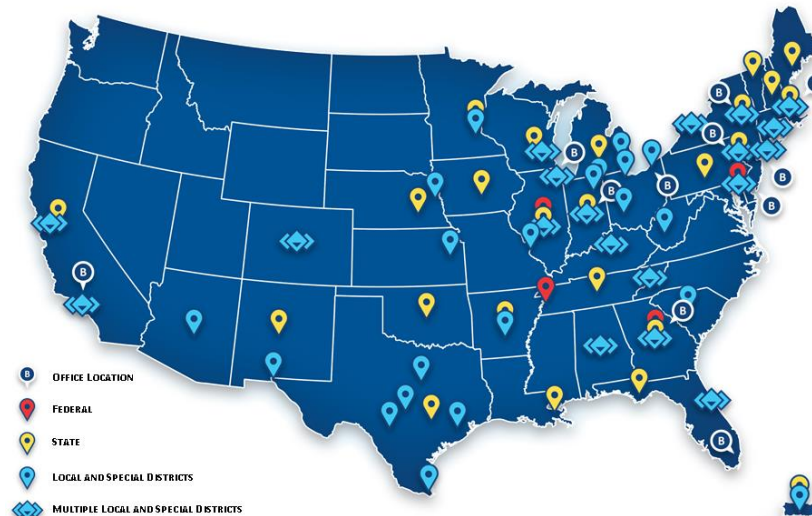 B
B
B
B
B
B
B
B
B
B
B
B OFFICE LOCATION
FEDERAL
STATE
LOCAL AND SPECIAL DISTRICTS
MULTIPLE LOCAL AND SPECIAL DISTRICTS